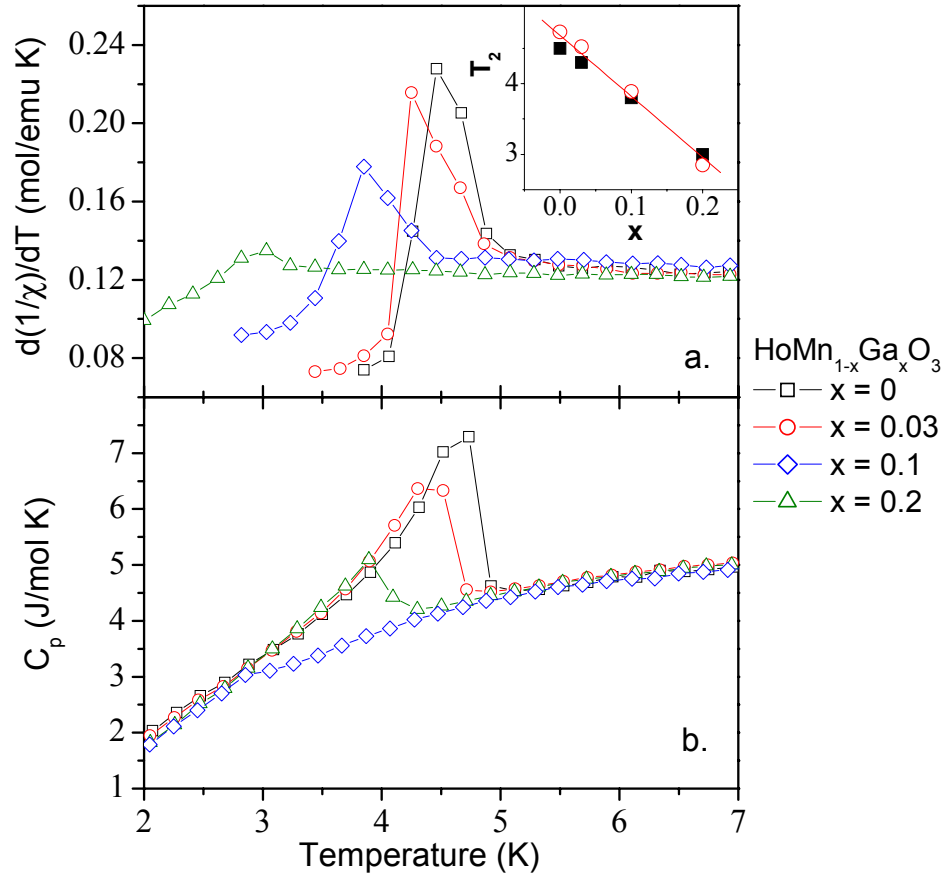 0.24
0.20
0.16
0.12
0.08
d(1/χ)/dT (mol/emu K)
a.
T₂
4
3
0.0 0.1 0.2
x
HoMn₁₋ₓGaₓO₃
x = 0
x = 0.03
x = 0.1
x = 0.2
7
6
5
4
3
2
1
Cₚ (J/mol K)
b.
2 3 4 5 6 7
Temperature (K)